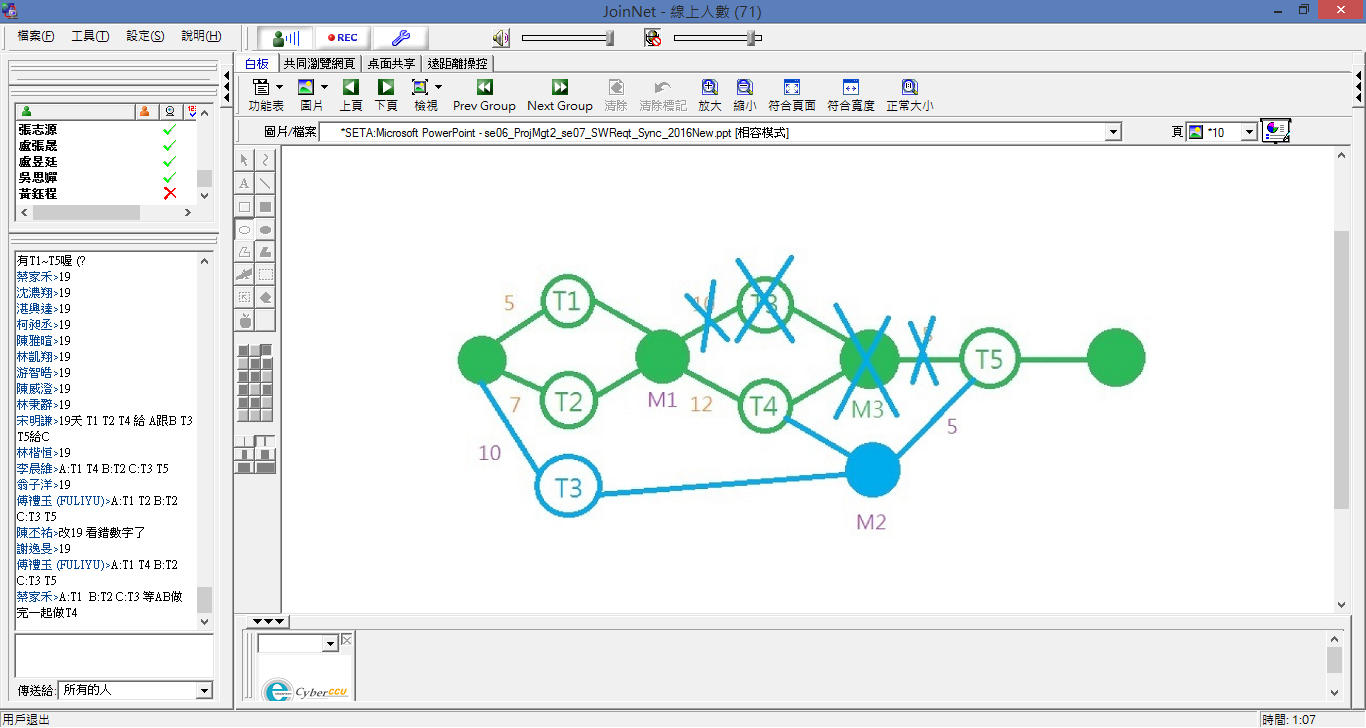 JoinNet - 線上人數 (71)
檔案(F) 工具(T) 設定(S) 說明(H)
REC
白板 共同瀏覽網頁 桌面共享 遠距離操控
功能表 圖片 上頁 下頁 檢視 Prev Group Next Group 清除 清除標記 放大 縮小 符合頁面 符合寬度 正常大小
圖片/檔案 *SETA:Microsoft PowerPoint - se06_ProjMgt2_se07_SWReqt_Sync_2016New.ppt [相容模式] 頁 *10
張志源
盧張晟
盧昱廷
吳思嬋
黃鈺程
有T1~T5喔 (?
蔡家禾>19
沈濃翔>19
湛興達>19
柯昶丞>19
陳雅暄>19
林凱翔>19
游智皓>19
陳威澄>19
林秉辭>19
宋明謙>19天 T1 T2 T4 給 A跟B T3
T5給C
林楷恒>19
李晨維>A:T1 T4 B:T2 C:T3 T5
翁子洋>19
傅禮玉 (FULIYU)>A:T1 T2 B:T2
C:T3 T5
陳丕祐>改19 看錯數字了
謝逸旻>19
傅禮玉 (FULIYU)>A:T1 T4 B:T2
C:T3 T5
蔡家禾>A:T1 B:T2 C:T3 等AB做
完一起做T4
傳送給: 所有的人
5
T1
T3
7
T2
M1
12
T4
M3
T5
5
10
T3
M2
A
e CyberCCU
用戶退出
時間: 1:07